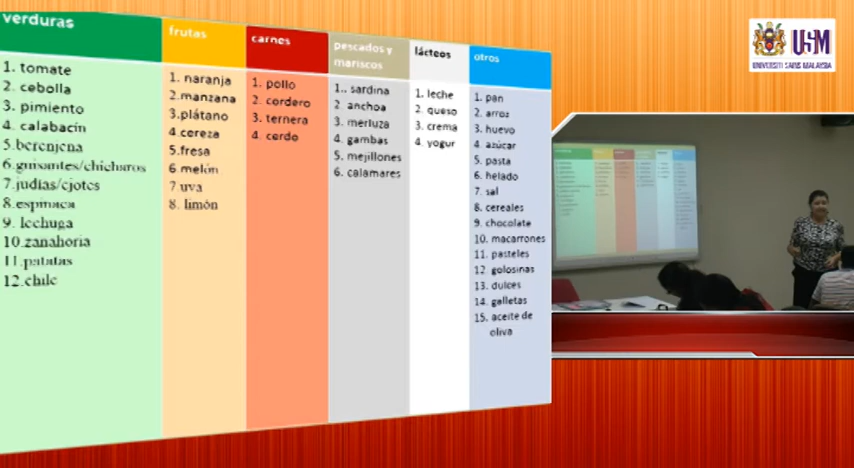 verduras
1. tomate
2. cebolla
3. pimiento
4. calabacín
5.berenjena
6.guisantes/chicharos
7.judías/ejotes
8.espinaca
9. lechuga
10.zanahoria
11.patatas
12.chile
frutas
1. naranja
2.manzana
3.plátano
4.cereza
5.fresa
6.melón
7.uva
8. limón
carnes
1. pollo
2. cordero
3. ternera
4. cerdo
pescados y
mariscos
1.. sardina
2. anchoa
3. merluza
4. gambas
5. mejillones
6. calamares
lácteos
1. leche
2. queso
3. crema
4. yogur
otros
1. pan
2. arroz
3. huevo
4. azúcar
5. pasta
6. helado
7. sal
8. cereales
9. chocolate
10. macarrones
11. pasteles
12. golosinas
13. dulces
14. galletas
15. aceite de
oliva
USM
UNIVERSITI SAINS MALAYSIA